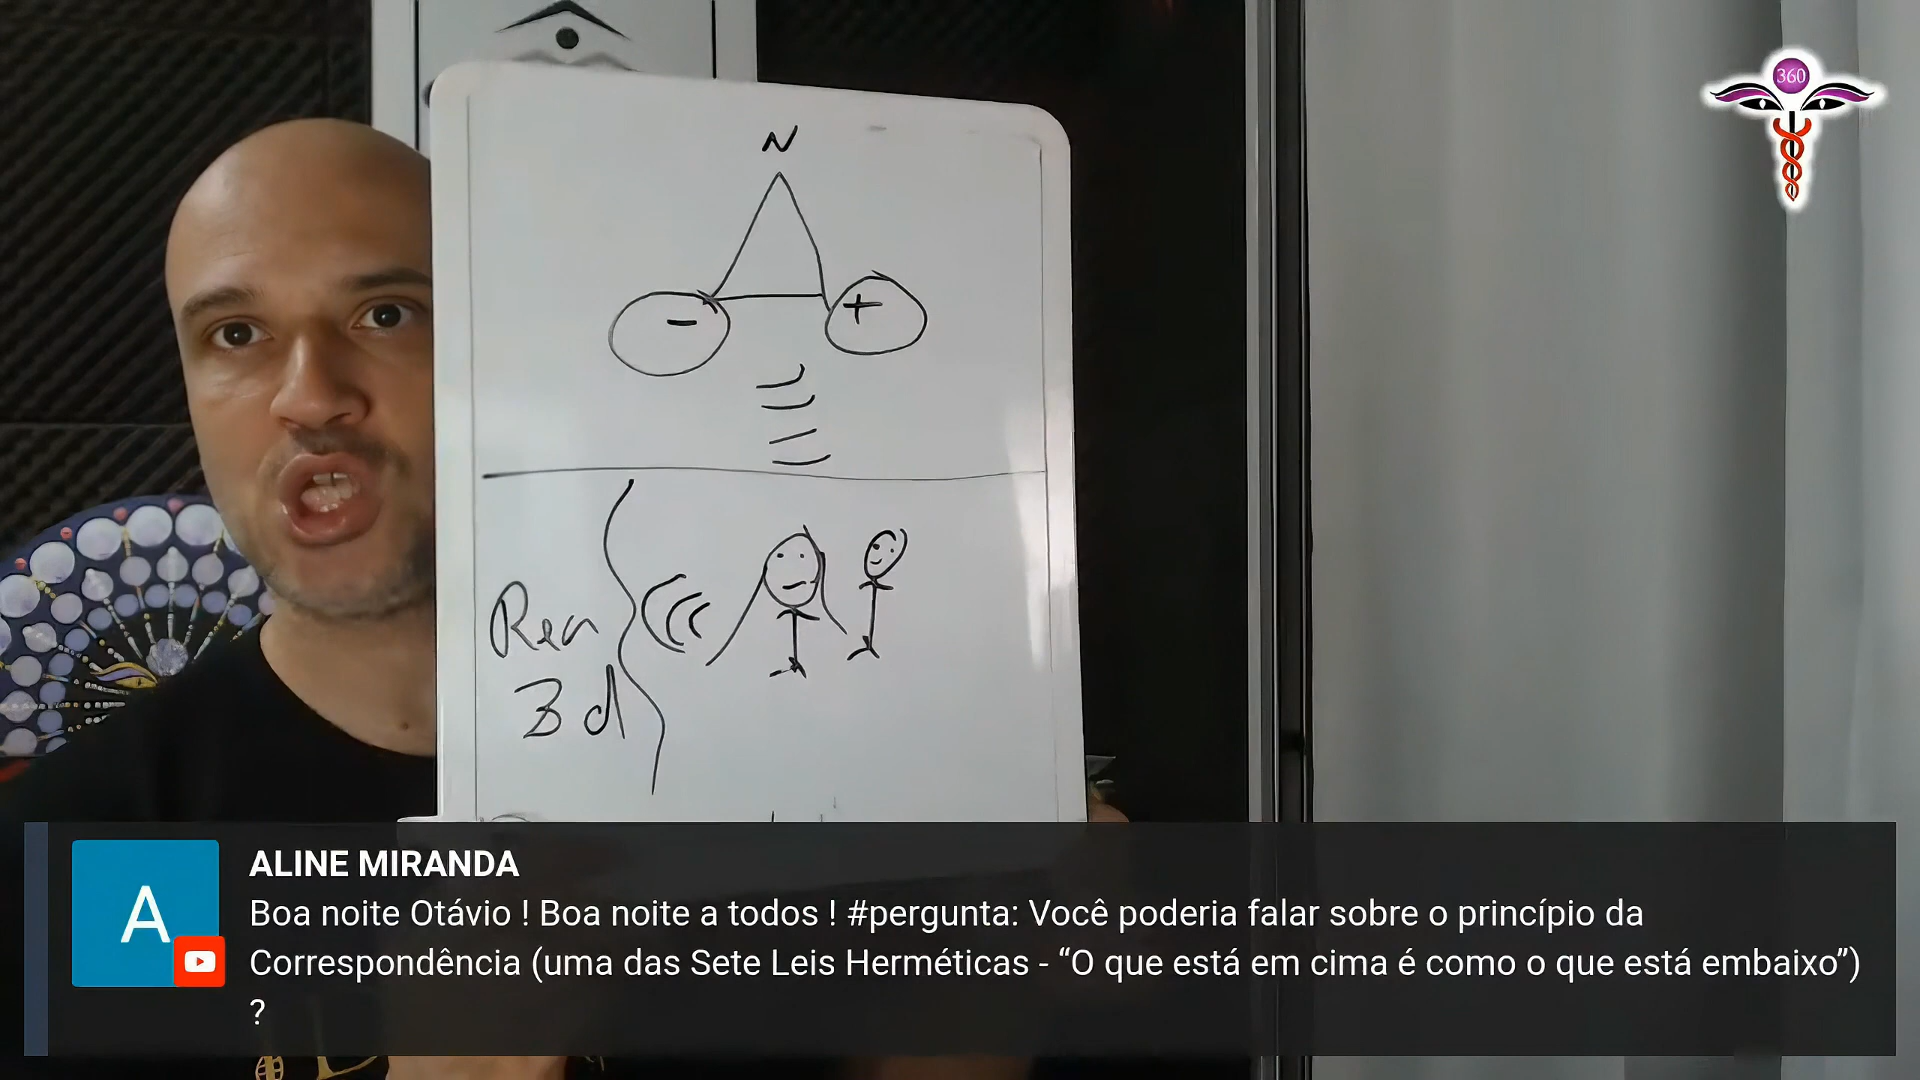 360
N
-
+
Rea
3d
A
ALINE MIRANDA
Boa noite Otávio ! Boa noite a todos ! #pergunta: Você poderia falar sobre o princípio da
Correspondência (uma das Sete Leis Herméticas - “O que está em cima é como o que está embaixo”)
?